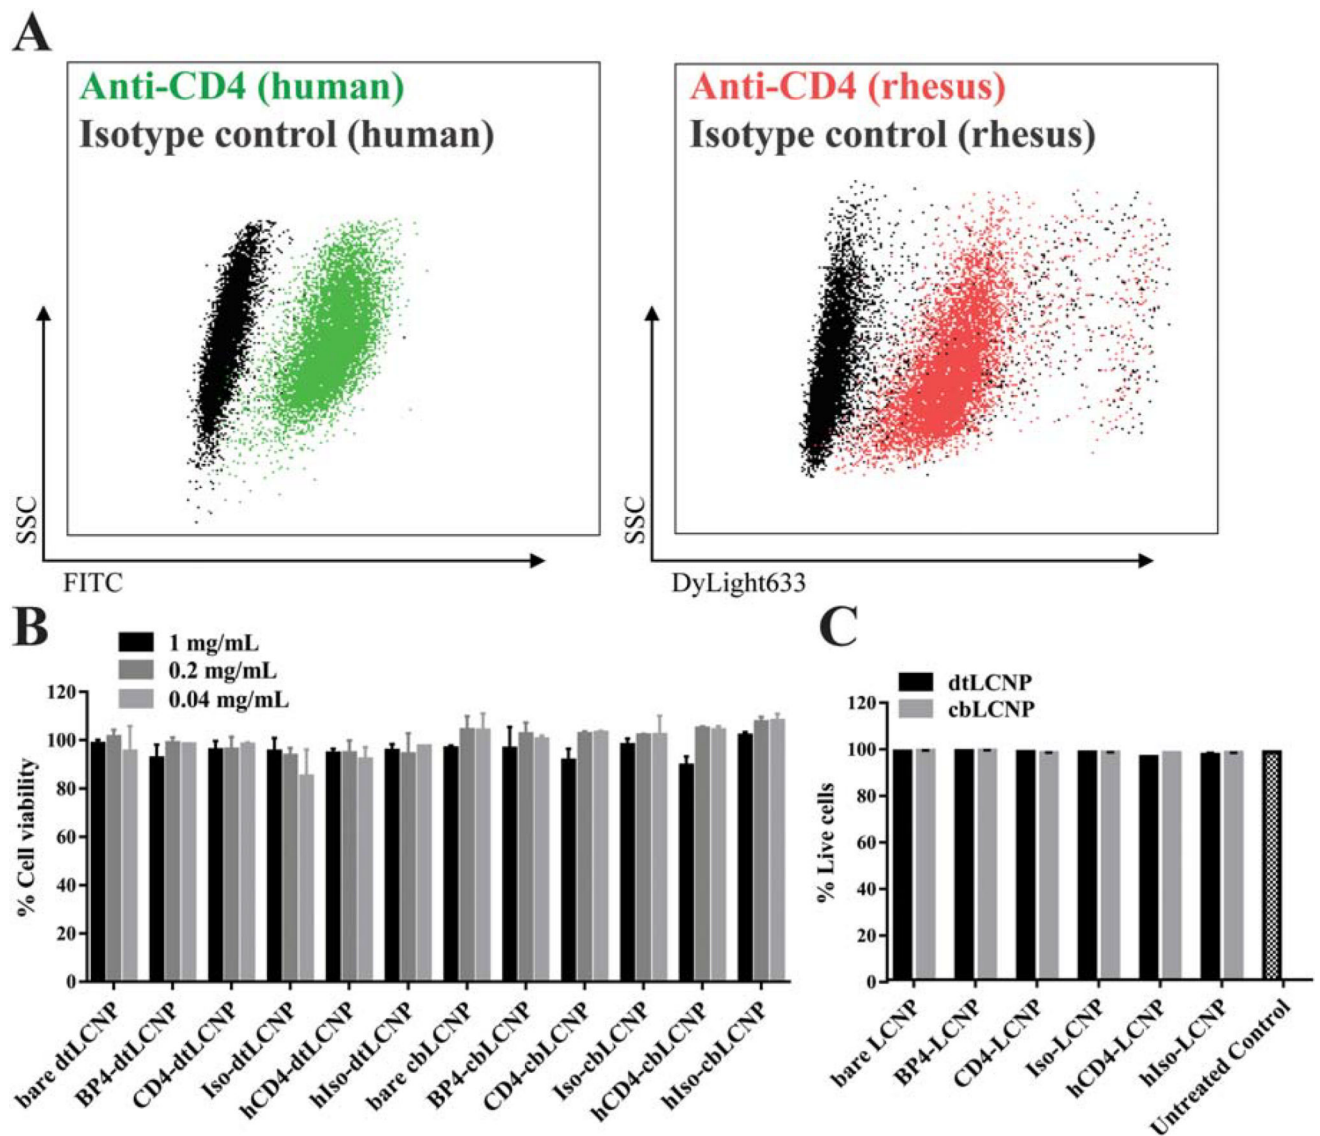 A
Anti-CD4 (human)
Isotype control (human)
SSC
FITC
Anti-CD4 (rhesus)
Isotype control (rhesus)
SSC
DyLight633
B
1 mg/mL
0.2 mg/mL
0.04 mg/mL
% Cell viability
120
100
80
60
40
20
0
bare dtLCNP
BP4-dtLCNP
CD4-dtLCNP
Iso-dtLCNP
hCD4-dtLCNP
hIso-dtLCNP
bare cbLCNP
BP4-cbLCNP
CD4-cbLCNP
Iso-cbLCNP
hCD4-cbLCNP
hIso-cbLCNP
C
dtLCNP
cbLCNP
% Live cells
120
100
80
60
40
20
0
bare LCNP
BP4-LCNP
CD4-LCNP
Iso-LCNP
hCD4-LCNP
hIso-LCNP
Untreated Control